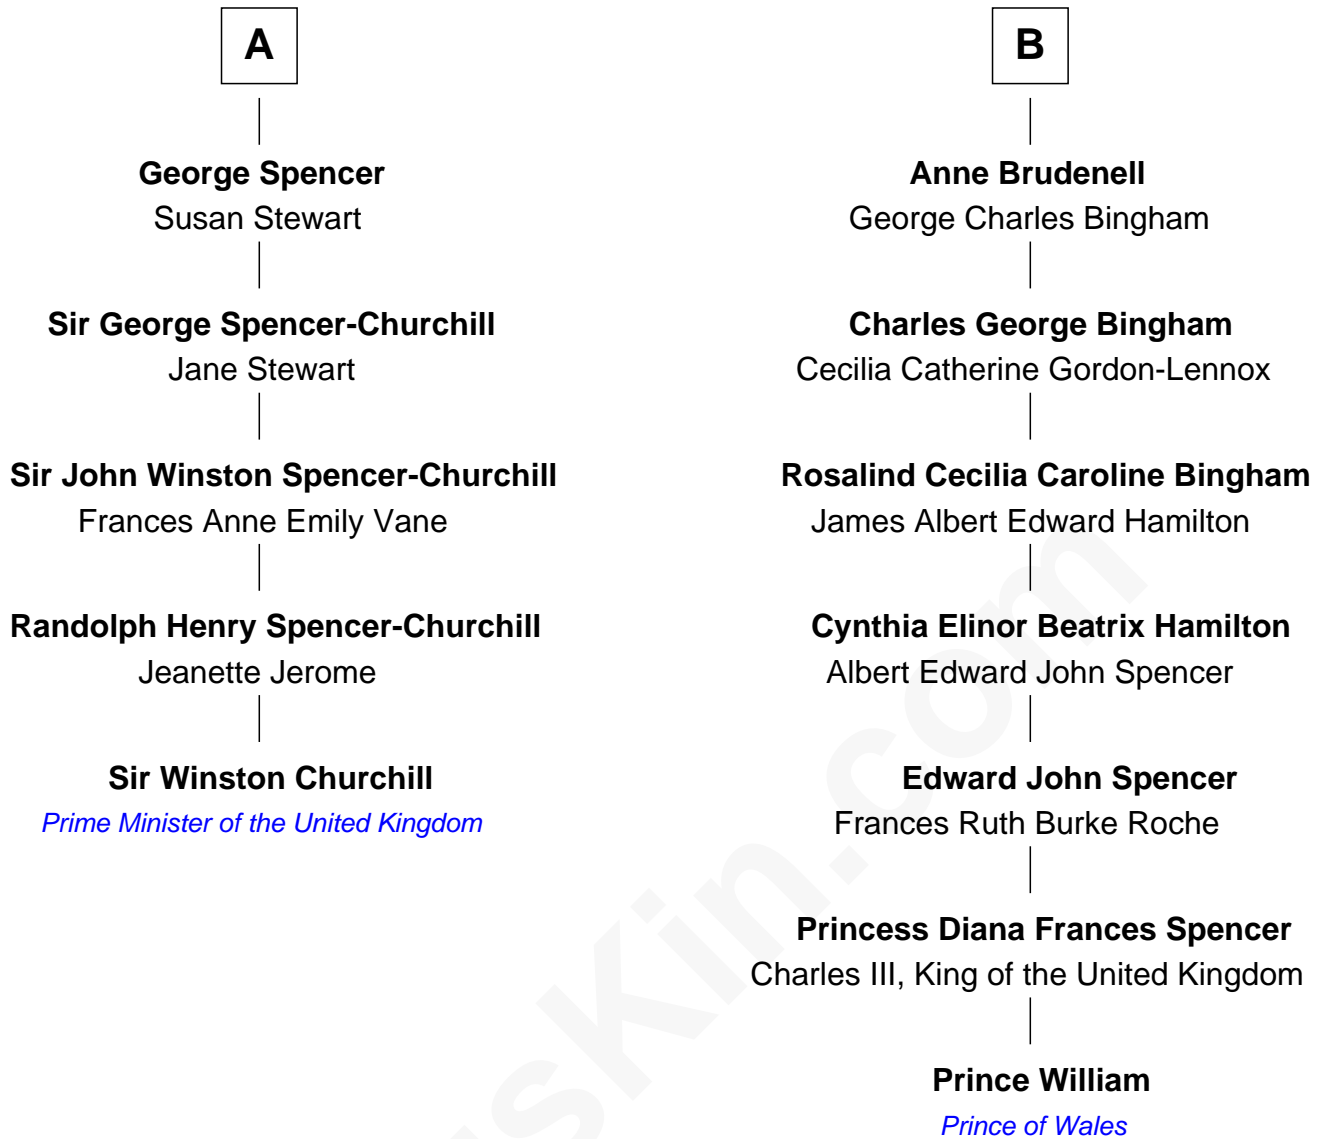 A
George Spencer
Susan Stewart
Sir George Spencer-Churchill
Jane Stewart
Sir John Winston Spencer-Churchill
Frances Anne Emily Vane
Randolph Henry Spencer-Churchill
Jeanette Jerome
Sir Winston Churchill
Prime Minister of the United Kingdom
B
Anne Brudenell
George Charles Bingham
Charles George Bingham
Cecilia Catherine Gordon-Lennox
Rosalind Cecilia Caroline Bingham
James Albert Edward Hamilton
Cynthia Elinor Beatrix Hamilton
Albert Edward John Spencer
Edward John Spencer
Frances Ruth Burke Roche
Princess Diana Frances Spencer
Charles III, King of the United Kingdom
Prince William
Prince of Wales
sKin.com